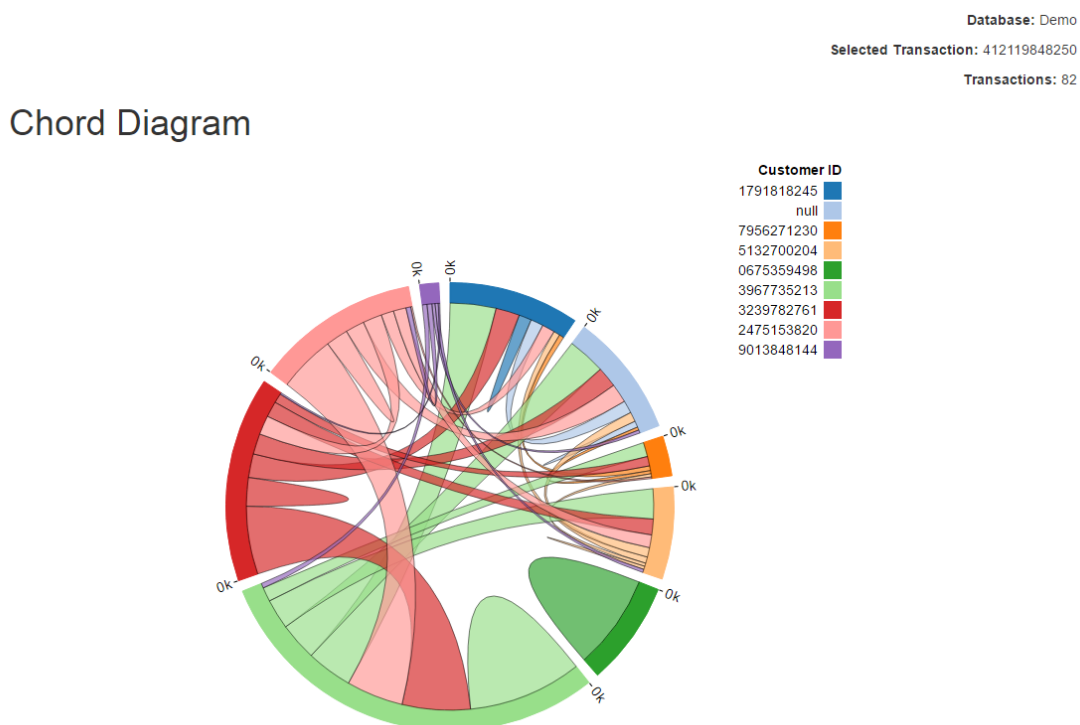 Database: Demo
Selected Transaction: 412119848250
Transactions: 82
Chord Diagram
Customer ID
1791818245
null
7956271230
5132700204
0675359498
3967735213
3239782761
2475153820
9013848144
0k
0k
0k
0k
0k
0k
0k
0k
0k